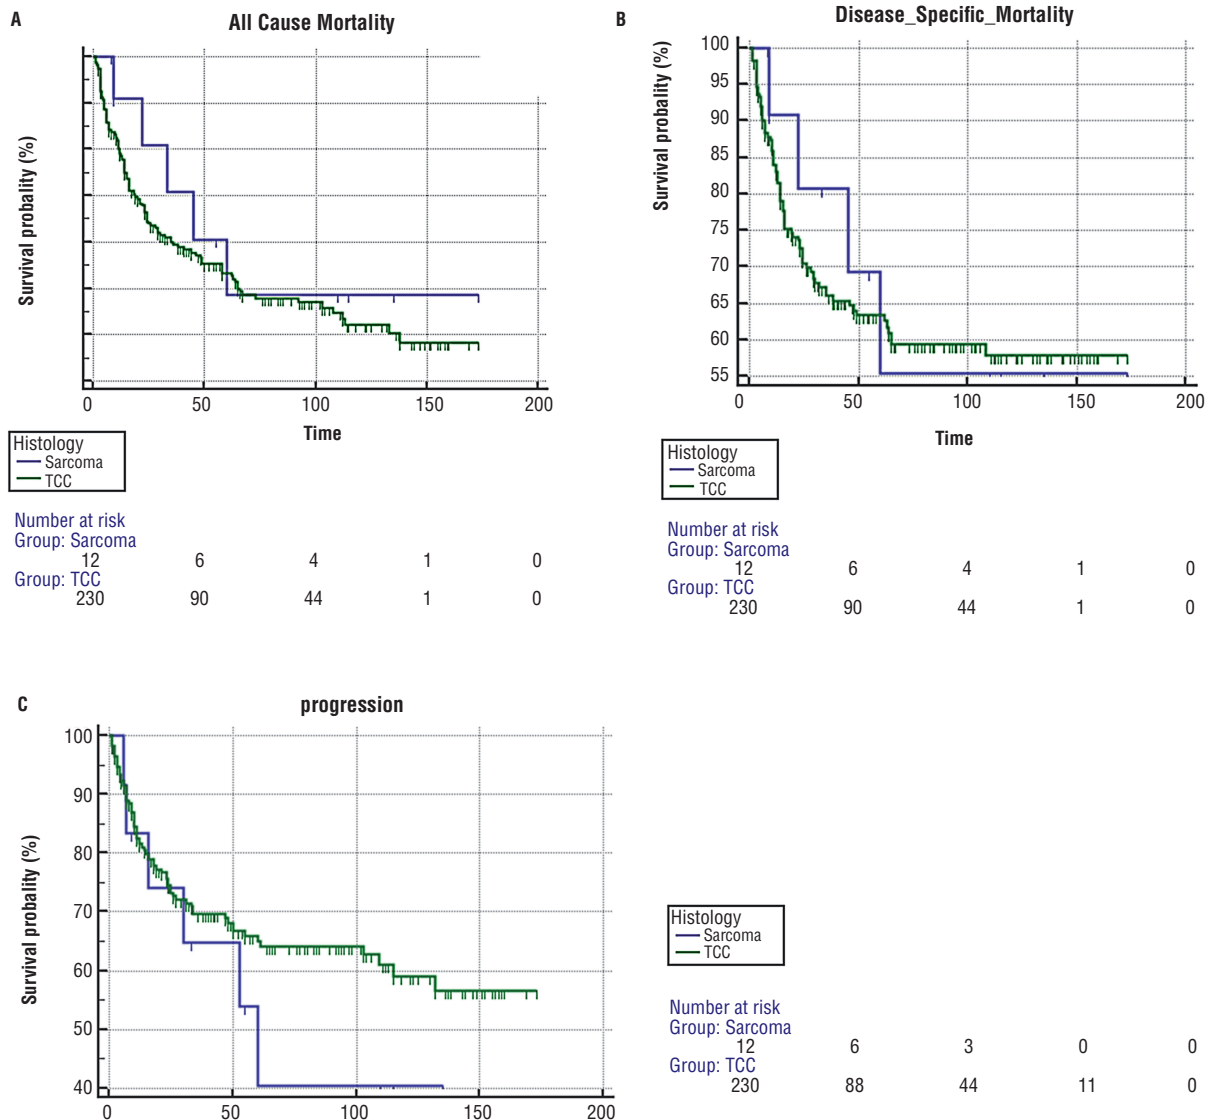 A
All Cause Mortality
Survival probality (%)
0 50 100 150 200
Time
Histology
Sarcoma
TCC
Number at risk
Group: Sarcoma
12 6 4 1 0
Group: TCC
230 90 44 1 0
B
Disease_Specific_Mortality
Survival probality (%)
100
95
90
85
80
75
70
65
60
55
0 50 100 150 200
Time
Histology
Sarcoma
TCC
Number at risk
Group: Sarcoma
12 6 4 1 0
Group: TCC
230 90 44 1 0
C
progression
Survival probality (%)
100
90
80
70
60
50
40
0 50 100 150 200
Histology
Sarcoma
TCC
Number at risk
Group: Sarcoma
12 6 3 0 0
Group: TCC
230 88 44 11 0